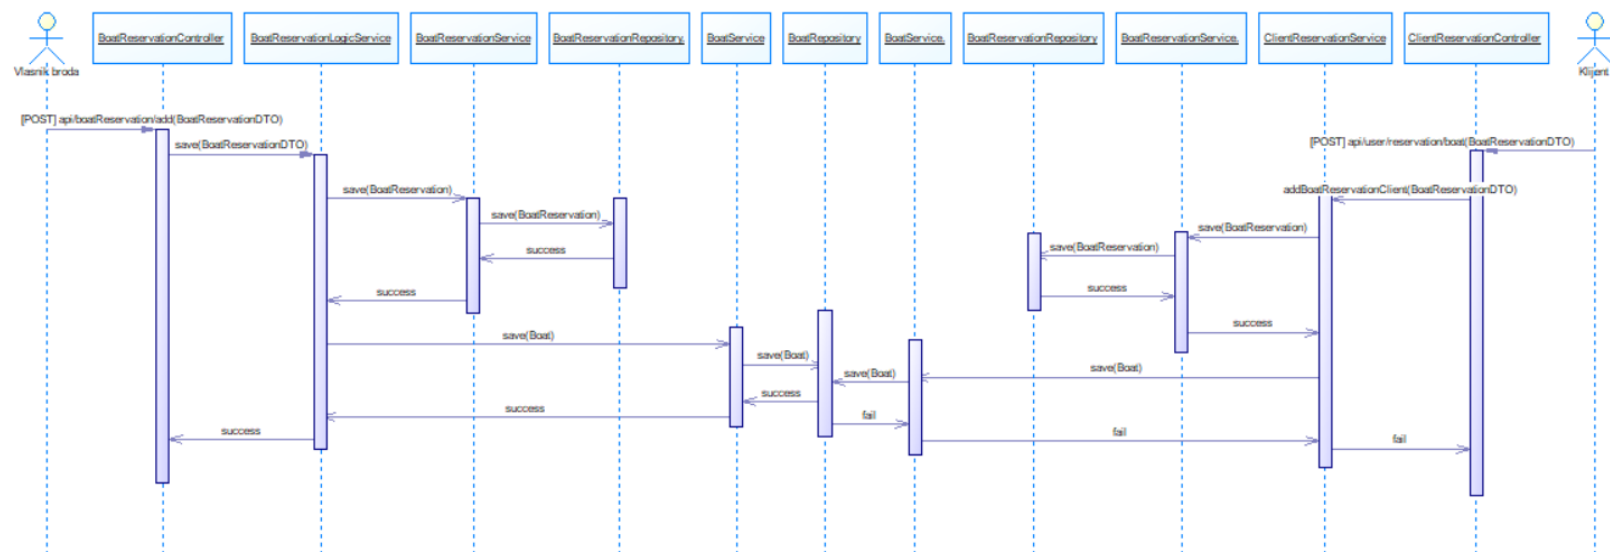 BoatReservationController
BoatReservationLogicService
BoatReservationService
BoatReservationRepository.
BoatService
BoatRepository
BoatService.
BoatReservationRepository
BoatReservationService.
ClientReservationService
ClientReservationController
Vlasnik broda
Klijent
[POST] api/boatReservation/add(BoatReservationDTO)
save(BoatReservationDTO)
[POST] api/user/reservation/boat(BoatReservationDTO)
save(BoatReservation)
addBoatReservationClient(BoatReservationDTO)
save(BoatReservation)
save(BoatReservation)
save(BoatReservation)
success
success
success
success
save(Boat)
save(Boat)
save(Boat)
save(Boat)
success
success
fail
success
fail
fail